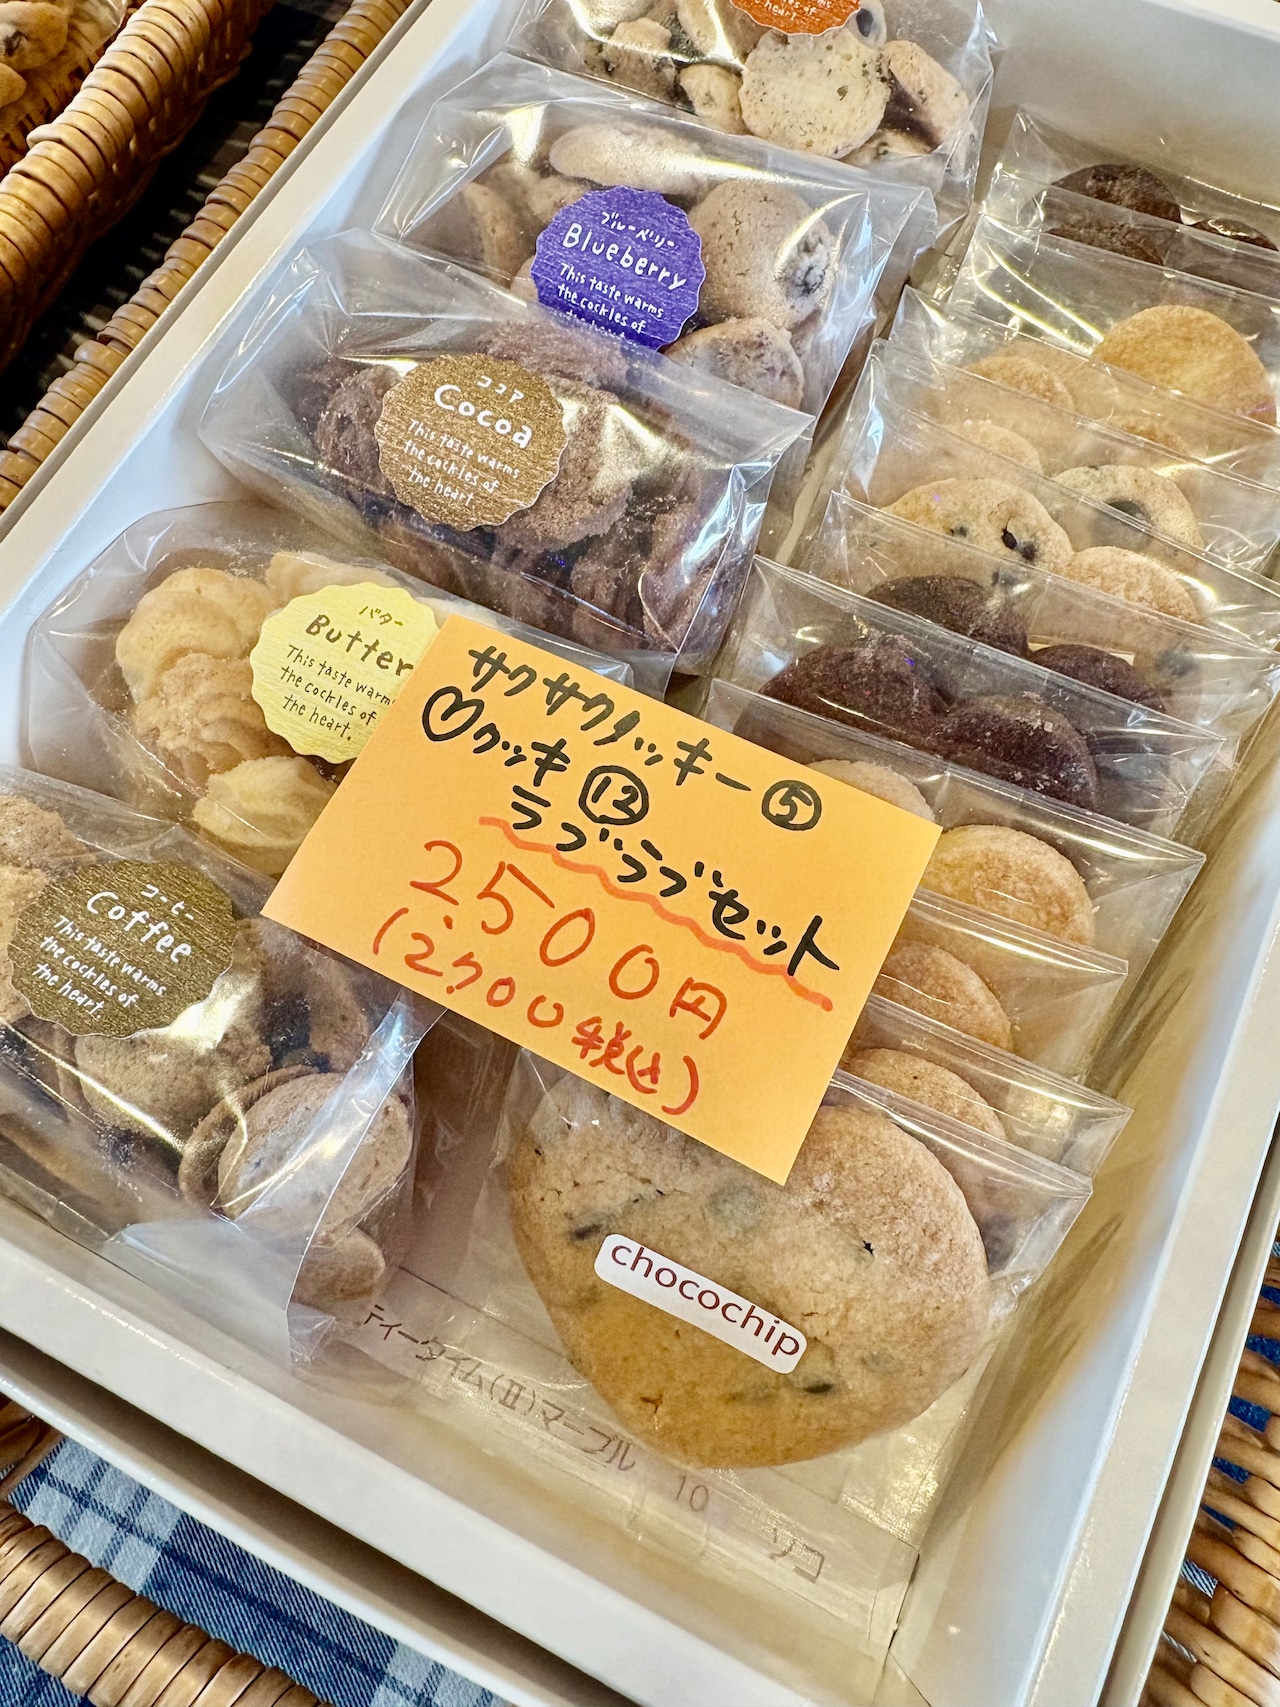 ブルーベリー
Blueberry
This taste warms
the cockles of
ココア
Cocoa
This taste warms
the cockles of
the heart
バター
Butter
This taste warms
the cockles of
the heart.
コーヒー
Coffee
This taste warms
the cockles of
the heart.
サクサククッキー⑤
♡クッキ⑫
ラブラブセット
2500円
(2700税込)
chocochip
ティータイム(Ⅱ)マーブル 10
ソコ